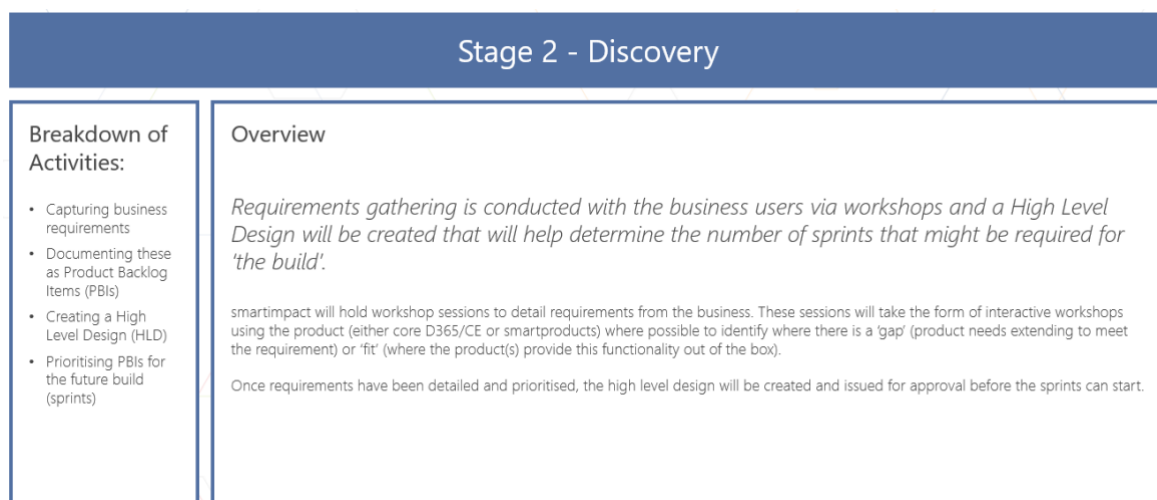 Stage 2 - Discovery
Breakdown of
Activities:
• Capturing business
requirements
• Documenting these
as Product Backlog
Items (PBIs)
• Creating a High
Level Design (HLD)
• Prioritising PBIs for
the future build
(sprints)
Overview
Requirements gathering is conducted with the business users via workshops and a High Level
Design will be created that will help determine the number of sprints that might be required for
'the build'.
smartimpact will hold workshop sessions to detail requirements from the business. These sessions will take the form of interactive workshops
using the product (either core D365/CE or smartproducts) where possible to identify where there is a 'gap' (product needs extending to meet
the requirement) or 'fit' (where the product(s) provide this functionality out of the box).
Once requirements have been detailed and prioritised, the high level design will be created and issued for approval before the sprints can start.